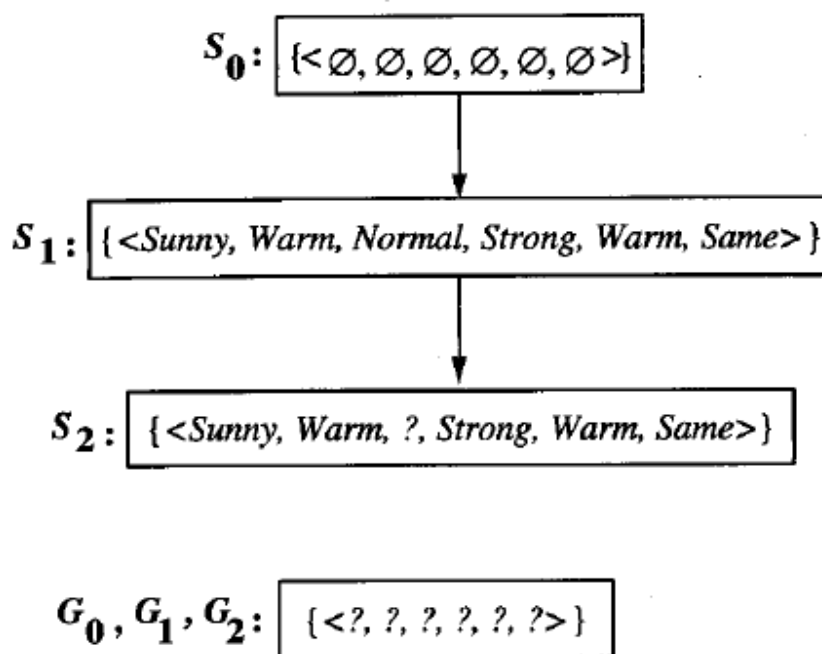 S0: {<∅, ∅, ∅, ∅, ∅, ∅>}
S1: {<Sunny, Warm, Normal, Strong, Warm, Same>}
S2: {<Sunny, Warm, ?, Strong, Warm, Same>}
G0, G1, G2: {<?, ?, ?, ?, ?, ?>}